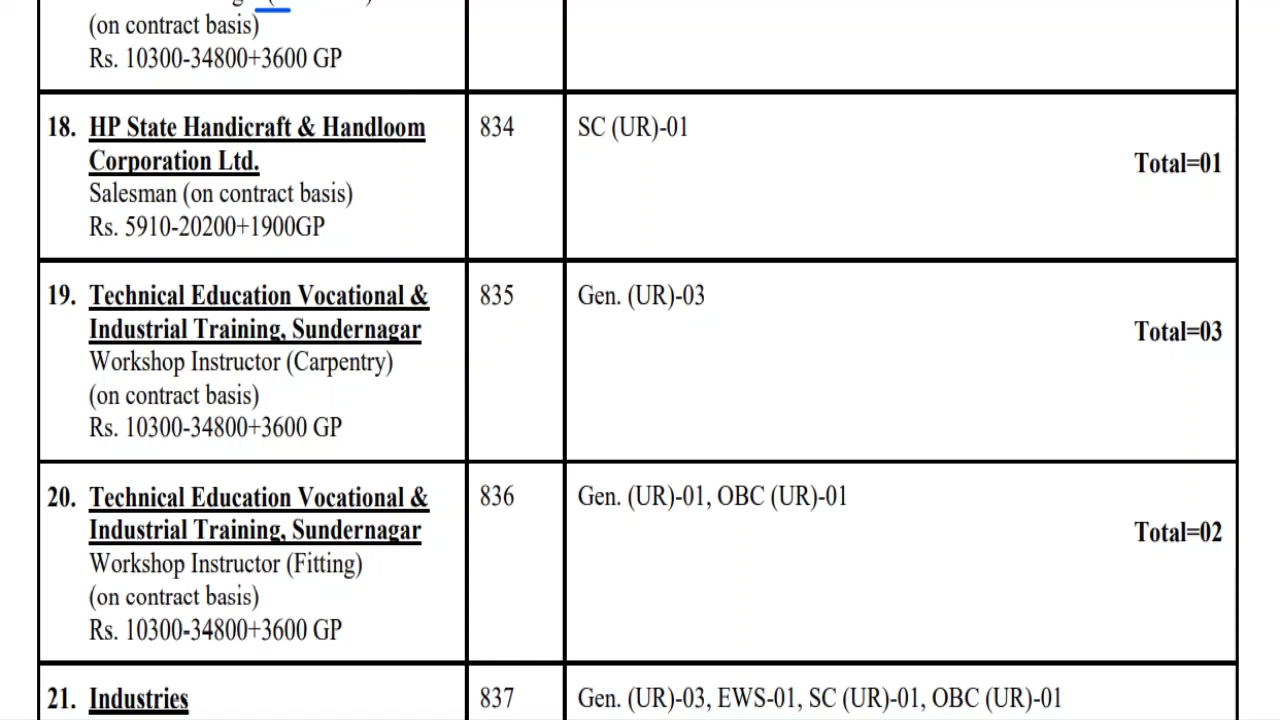 (on contract basis)
Rs. 10300-34800+3600 GP
18. HP State Handicraft & Handloom 834 SC (UR)-01
Corporation Ltd. Total=01
Salesman (on contract basis)
Rs. 5910-20200+1900GP
19. Technical Education Vocational & 835 Gen. (UR)-03
Industrial Training, Sundernagar Total=03
Workshop Instructor (Carpentry)
(on contract basis)
Rs. 10300-34800+3600 GP
20. Technical Education Vocational & 836 Gen. (UR)-01, OBC (UR)-01
Industrial Training, Sundernagar Total=02
Workshop Instructor (Fitting)
(on contract basis)
Rs. 10300-34800+3600 GP
21. Industries 837 Gen. (UR)-03, EWS-01, SC (UR)-01, OBC (UR)-01